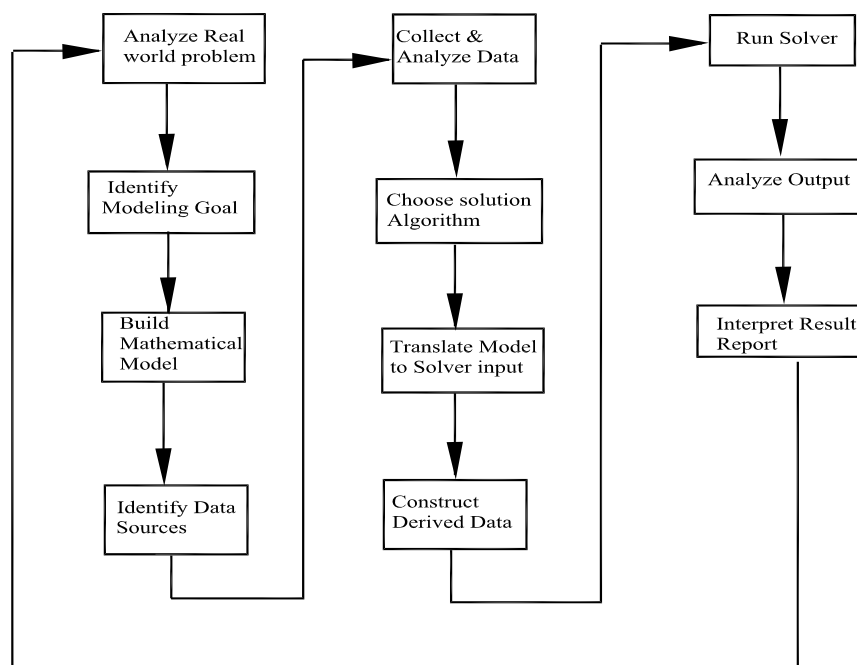 Analyze Real
world problem
Identify
Modeling Goal
Build
Mathematical
Model
Identify Data
Sources
Collect &
Analyze Data
Choose solution
Algorithm
Translate Model
to Solver input
Construct
Derived Data
Run Solver
Analyze Output
Interpret Result
Report